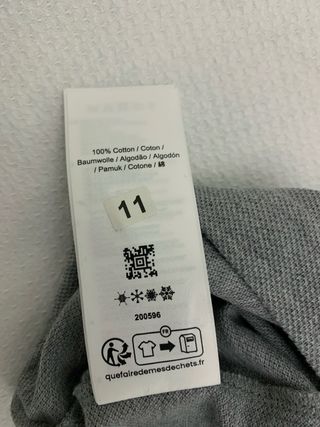 100% Cotton / Coton /
Baumwolle / Algodão / Algodón
/ Pamuk / Cotone / 綿
11
200596
FR
quefairedemesdechets.fr